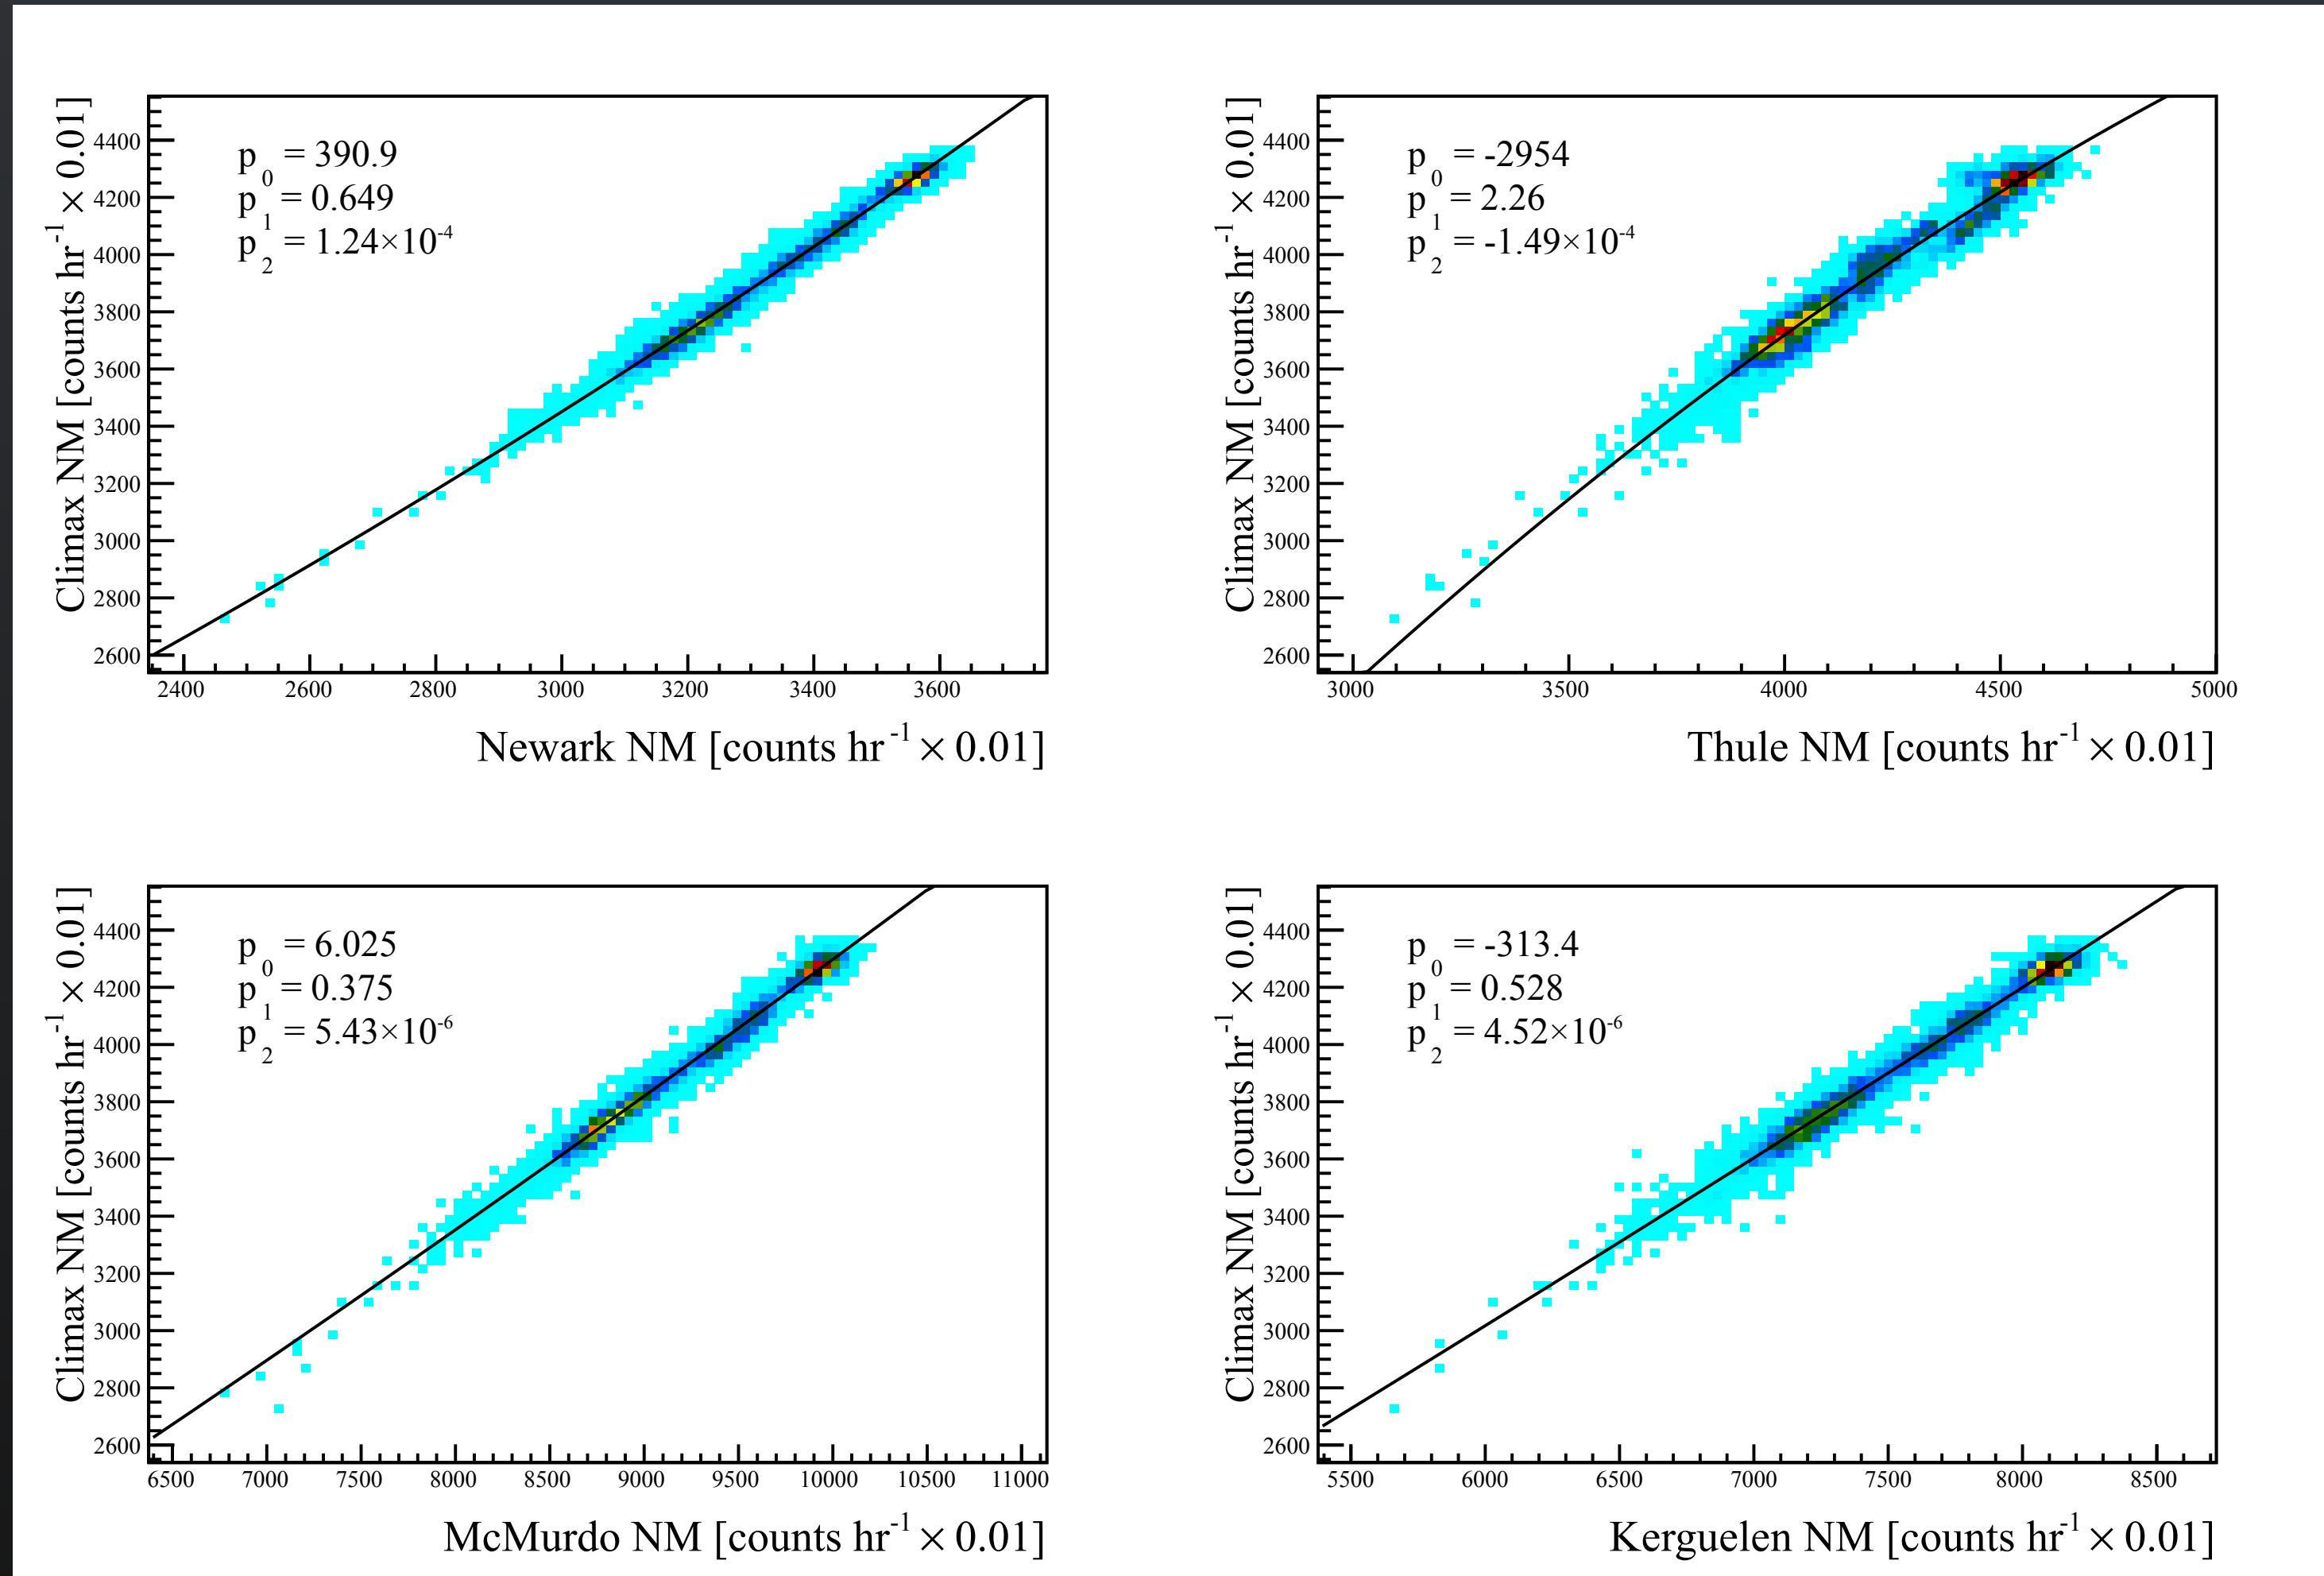 Climax NM [counts hr⁻¹ × 0.01]
p₀ = 390.9
p₁ = 0.649
p₂ = 1.24×10⁻⁴
4400
4200
4000
3800
3600
3400
3200
3000
2800
2600
2400 2600 2800 3000 3200 3400 3600
Newark NM [counts hr⁻¹ × 0.01]
Climax NM [counts hr⁻¹ × 0.01]
p₀ = -2954
p₁ = 2.26
p₂ = -1.49×10⁻⁴
4400
4200
4000
3800
3600
3400
3200
3000
2800
2600
3000 3500 4000 4500 5000
Thule NM [counts hr⁻¹ × 0.01]
Climax NM [counts hr⁻¹ × 0.01]
p₀ = 6.025
p₁ = 0.375
p₂ = 5.43×10⁻⁶
4400
4200
4000
3800
3600
3400
3200
3000
2800
2600
6500 7000 7500 8000 8500 9000 9500 10000 10500 11000
McMurdo NM [counts hr⁻¹ × 0.01]
Climax NM [counts hr⁻¹ × 0.01]
p₀ = -313.4
p₁ = 0.528
p₂ = 4.52×10⁻⁶
4400
4200
4000
3800
3600
3400
3200
3000
2800
2600
5500 6000 6500 7000 7500 8000 8500
Kerguelen NM [counts hr⁻¹ × 0.01]